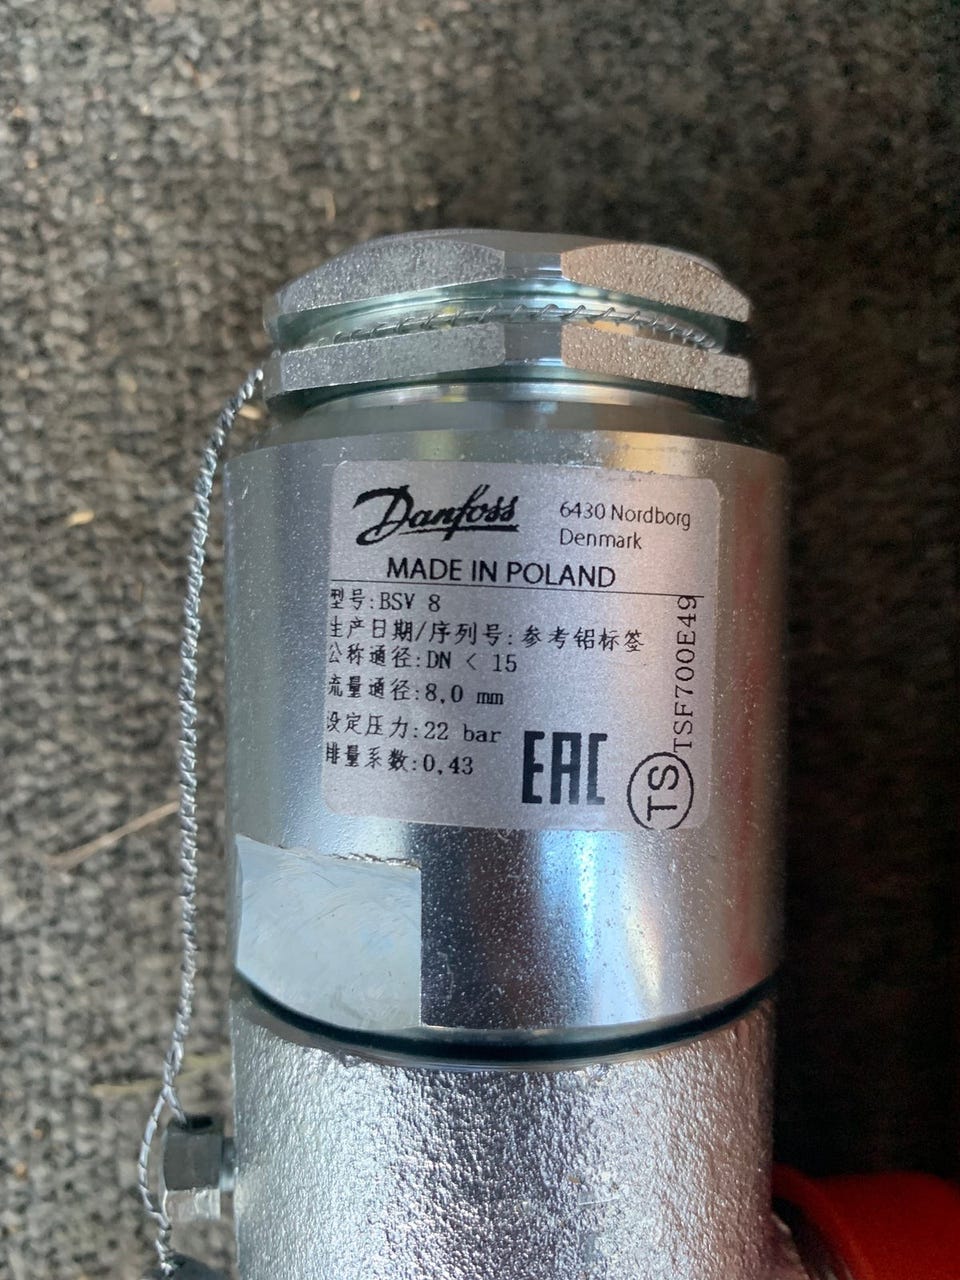 Danfoss
6430 Nordborg
Denmark
MADE IN POLAND
型号:BSV 8
生产日期/序列号:参考铝标签
公称通径:DN < 15
流量通径:8,0 mm
设定压力:22 bar
排量系数:0,43
EAC
TS
TSF700E49